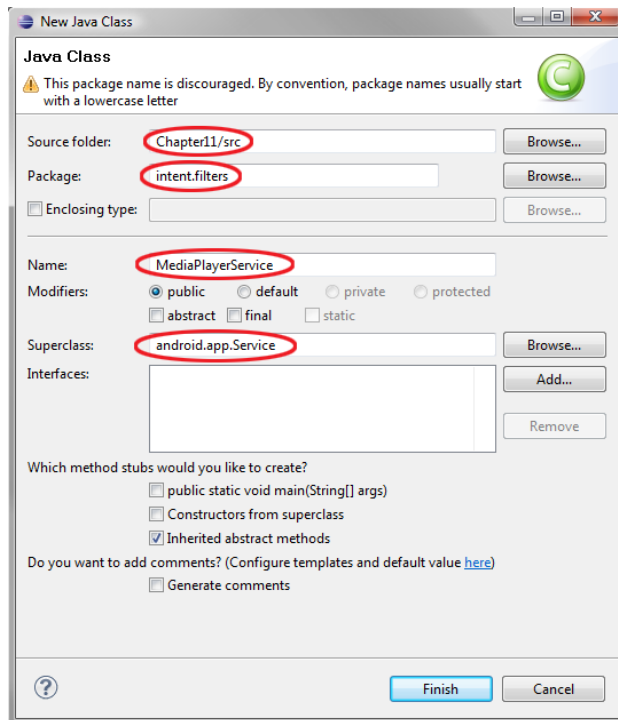 New Java Class
Java Class
This package name is discouraged. By convention, package names usually start
with a lowercase letter
Source folder: Chapter11/src Browse...
Package: intent.filters Browse...
Enclosing type: Browse...
Name: MediaPlayerService
Modifiers: public default private protected
abstract final static
Superclass: android.app.Service Browse...
Interfaces: Add...
Remove
Which method stubs would you like to create?
public static void main(String[] args)
Constructors from superclass
Inherited abstract methods
Do you want to add comments? (Configure templates and default value here)
Generate comments
Finish Cancel